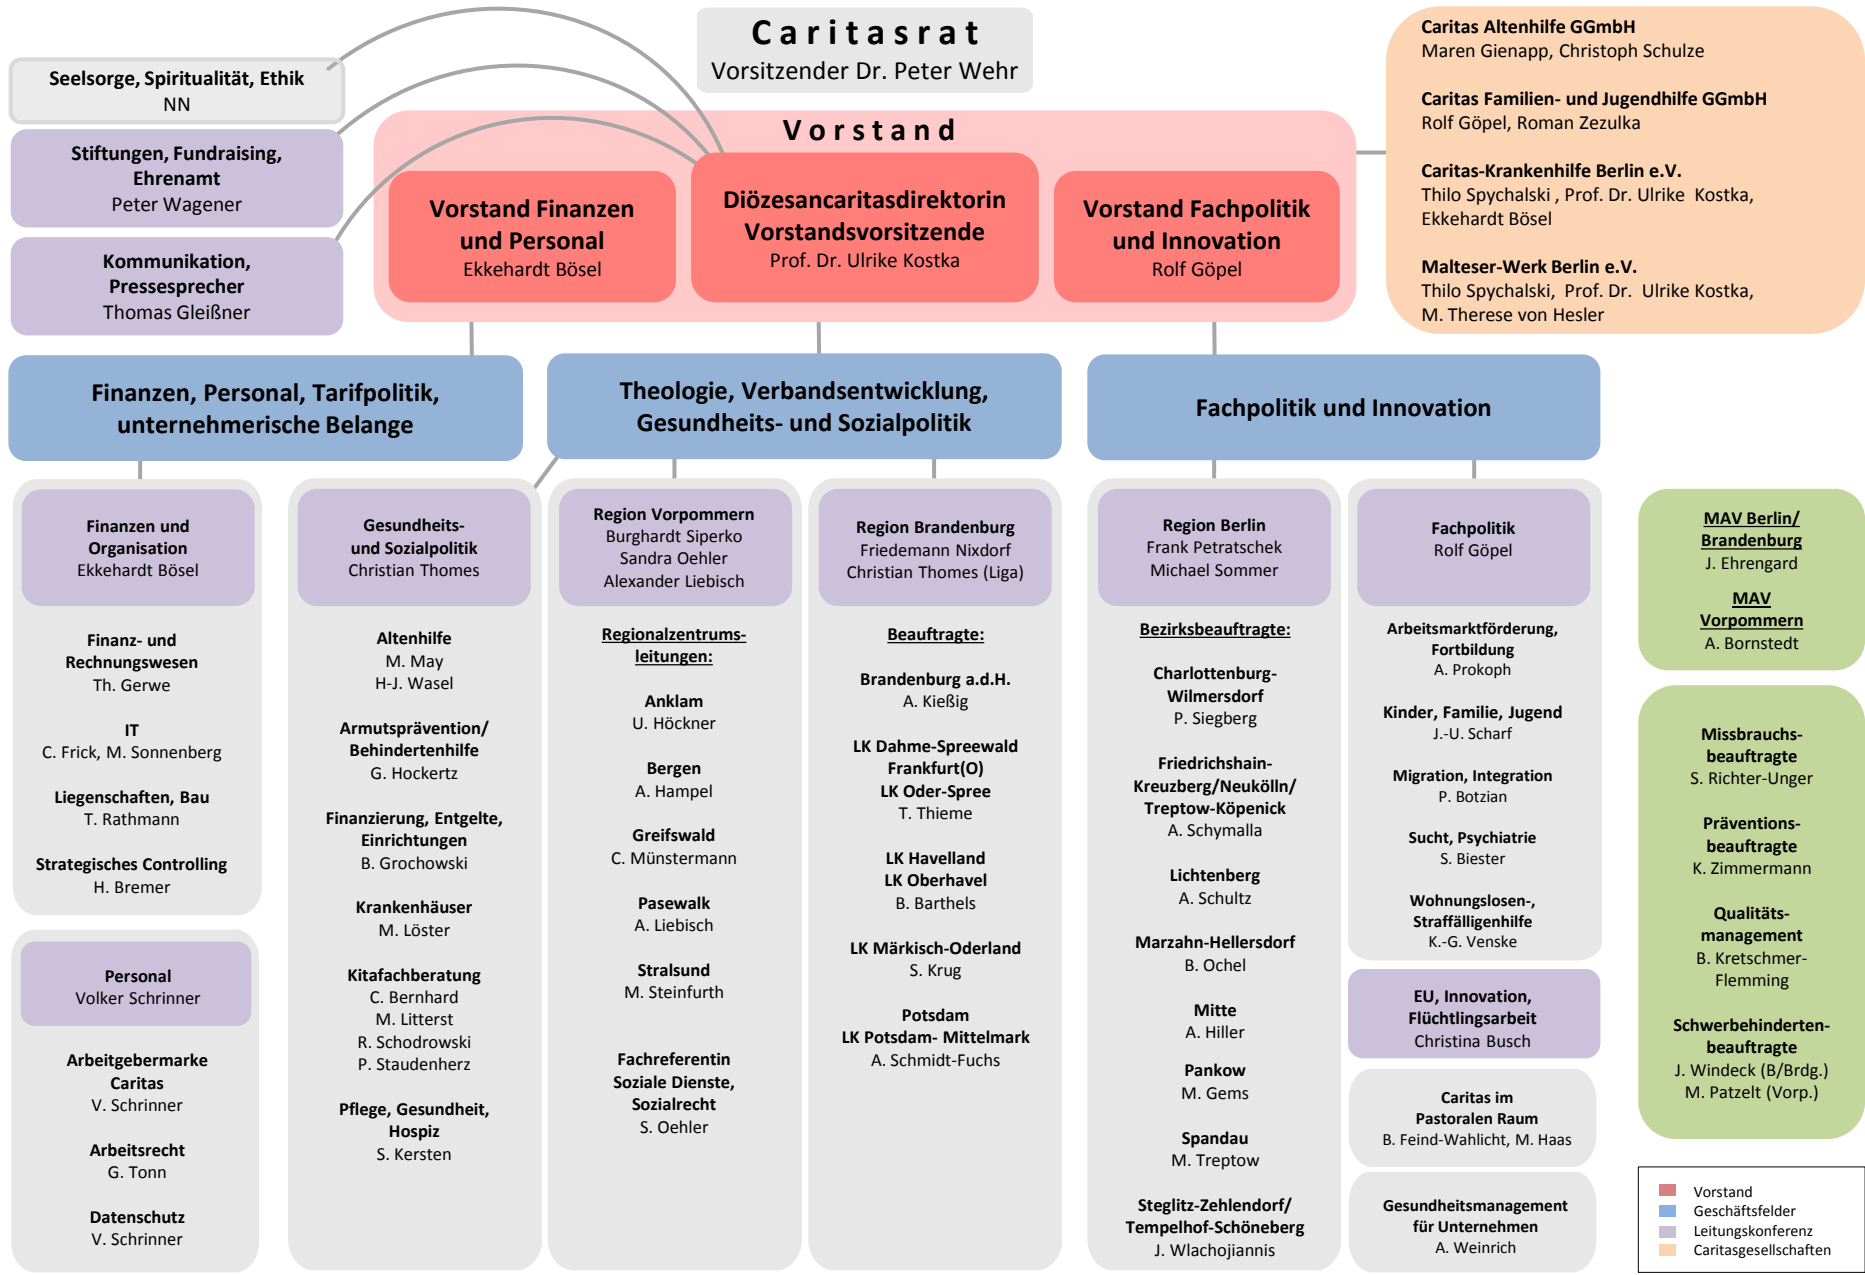 Caritasrat
Vorsitzender Dr. Peter Wehr
Seelsorge, Spiritualität, Ethik
NN
Stiftungen, Fundraising,
Ehrenamt
Peter Wagener
Kommunikation,
Pressesprecher
Thomas Gleißner
Vorstand
Vorstand Finanzen
und Personal
Ekkehardt Bösel
Diözesancaritasdirektorin
Vorstandsvorsitzende
Prof. Dr. Ulrike Kostka
Vorstand Fachpolitik
und Innovation
Rolf Göpel
Caritas Altenhilfe GGmbH
Maren Gienapp, Christoph Schulze
Caritas Familien- und Jugendhilfe GGmbH
Rolf Göpel, Roman Zezulka
Caritas-Krankenhilfe Berlin e.V.
Thilo Spychalski , Prof. Dr. Ulrike Kostka,
Ekkehardt Bösel
Malteser-Werk Berlin e.V.
Thilo Spychalski, Prof. Dr. Ulrike Kostka,
M. Therese von Hesler
Finanzen, Personal, Tarifpolitik,
unternehmerische Belange
Theologie, Verbandsentwicklung,
Gesundheits- und Sozialpolitik
Fachpolitik und Innovation
Finanzen und
Organisation
Ekkehardt Bösel
Finanz- und
Rechnungswesen
Th. Gerwe
IT
C. Frick, M. Sonnenberg
Liegenschaften, Bau
T. Rathmann
Strategisches Controlling
H. Bremer
Personal
Volker Schrinner
Arbeitgebermarke
Caritas
V. Schrinner
Arbeitsrecht
G. Tonn
Datenschutz
V. Schrinner
Gesundheits-
und Sozialpolitik
Christian Thomes
Altenhilfe
M. May
H-J. Wasel
Armutsprävention/
Behindertenhilfe
G. Hockertz
Finanzierung, Entgelte,
Einrichtungen
B. Grochowski
Krankenhäuser
M. Löster
Kitafachberatung
C. Bernhard
M. Litterst
R. Schodrowski
P. Staudenherz
Pflege, Gesundheit,
Hospiz
S. Kersten
Region Vorpommern
Burghardt Siperko
Sandra Oehler
Alexander Liebisch
Regionalzentrums-
leitungen:
Anklam
U. Höckner
Bergen
A. Hampel
Greifswald
C. Münstermann
Pasewalk
A. Liebisch
Stralsund
M. Steinfurth
Fachreferentin
Soziale Dienste,
Sozialrecht
S. Oehler
Region Brandenburg
Friedemann Nixdorf
Christian Thomes (Liga)
Beauftragte:
Brandenburg a.d.H.
A. Kießig
LK Dahme-Spreewald
Frankfurt(O)
LK Oder-Spree
T. Thieme
LK Havelland
LK Oberhavel
B. Barthels
LK Märkisch-Oderland
S. Krug
Potsdam
LK Potsdam- Mittelmark
A. Schmidt-Fuchs
Region Berlin
Frank Petratschek
Michael Sommer
Bezirksbeauftragte:
Charlottenburg-
Wilmersdorf
P. Siegberg
Friedrichshain-
Kreuzberg/Neukölln/
Treptow-Köpenick
A. Schymalla
Lichtenberg
A. Schultz
Marzahn-Hellersdorf
B. Ochel
Mitte
A. Hiller
Pankow
M. Gems
Spandau
M. Treptow
Steglitz-Zehlendorf/
Tempelhof-Schöneberg
J. Wlachojiannis
Fachpolitik
Rolf Göpel
Arbeitsmarktförderung,
Fortbildung
A. Prokoph
Kinder, Familie, Jugend
J.-U. Scharf
Migration, Integration
P. Botzian
Sucht, Psychiatrie
S. Biester
Wohnungslosen-,
Straffälligenhilfe
K.-G. Venske
EU, Innovation,
Flüchtlingsarbeit
Christina Busch
Caritas im
Pastoralen Raum
B. Feind-Wahlicht, M. Haas
Gesundheitsmanagement
für Unternehmen
A. Weinrich
MAV Berlin/
Brandenburg
J. Ehrengard
MAV
Vorpommern
A. Bornstedt
Missbrauchs-
beauftragte
S. Richter-Unger
Präventions-
beauftragte
K. Zimmermann
Qualitäts-
management
B. Kretschmer-
Flemming
Schwerbehinderten-
beauftragte
J. Windeck (B/Brdg.)
M. Patzelt (Vorp.)
Vorstand
Geschäftsfelder
Leitungskonferenz
Caritasgesellschaften